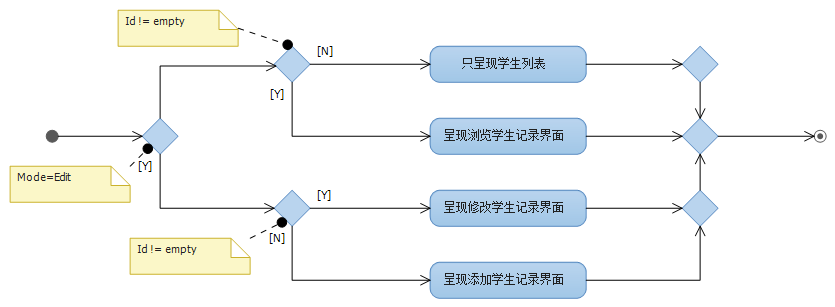 Id != empty
[N]
只呈现学生列表
[Y]
呈现浏览学生记录界面
[Y]
Mode=Edit
[Y]
呈现修改学生记录界面
Id != empty
[N]
呈现添加学生记录界面